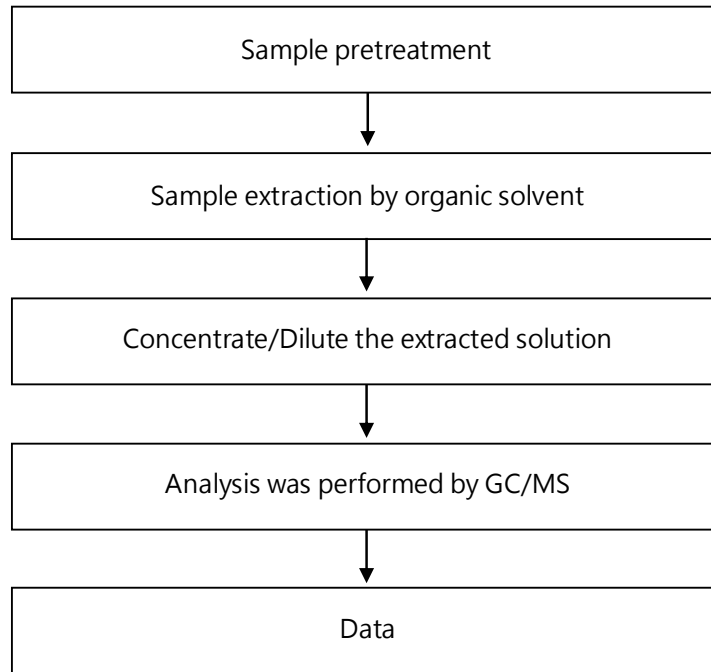 Sample pretreatment
Sample extraction by organic solvent
Concentrate/Dilute the extracted solution
Analysis was performed by GC/MS
Data